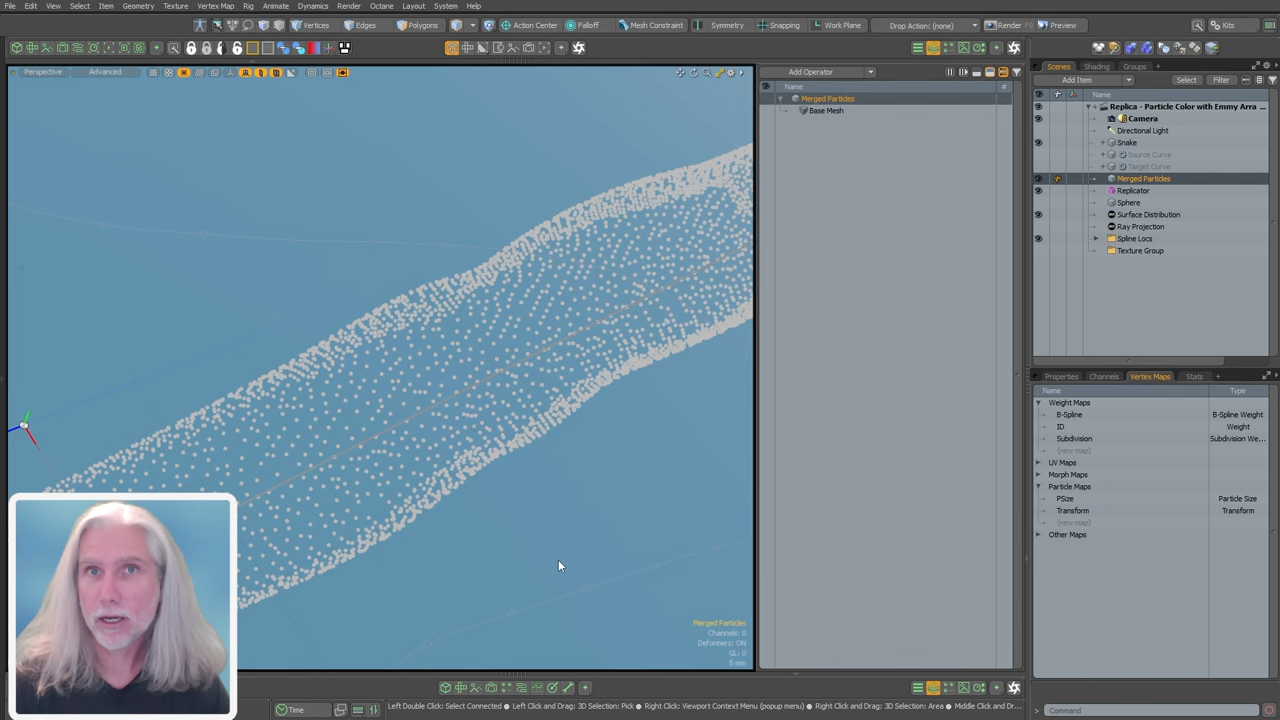 File Edit View Select Item Geometry Texture Vertex Map Rig Animate Dynamics Render Octane Layout System Help
Vertices Edges Polygons Action Center Falloff Mesh Constraint Symmetry Snapping Work Plane Drop Action: (none) Render Preview Kits
Perspective Advanced
Add Operator
Name #
Merged Particles
Base Mesh
Scenes Shading Groups +
Add Item Select Filter
Name
Replica - Particle Color with Emmy Arra ...
Camera
Directional Light
Snake
Source Curve
Target Curve
Merged Particles
Replicator
Sphere
Surface Distribution
Ray Projection
Spline Locs
Texture Group
Properties Channels Vertex Maps Stats +
Name Type
Weight Maps
B-Spline B-Spline Weight
ID Weight
Subdivision Subdivision We...
(new map)
UV Maps
Morph Maps
Particle Maps
PSize Particle Size
Transform Transform
(new map)
Other Maps
Merged Particles
Channels: 0
Deformers: ON
GL: 0
5 mm
Time
Left Double Click: Select Connected ● Left Click and Drag: 3D Selection: Pick ● Right Click: Viewport Context Menu (popup menu) ● Right Click and Drag: 3D Selection: Area ● Middle Click and Dr...
Command